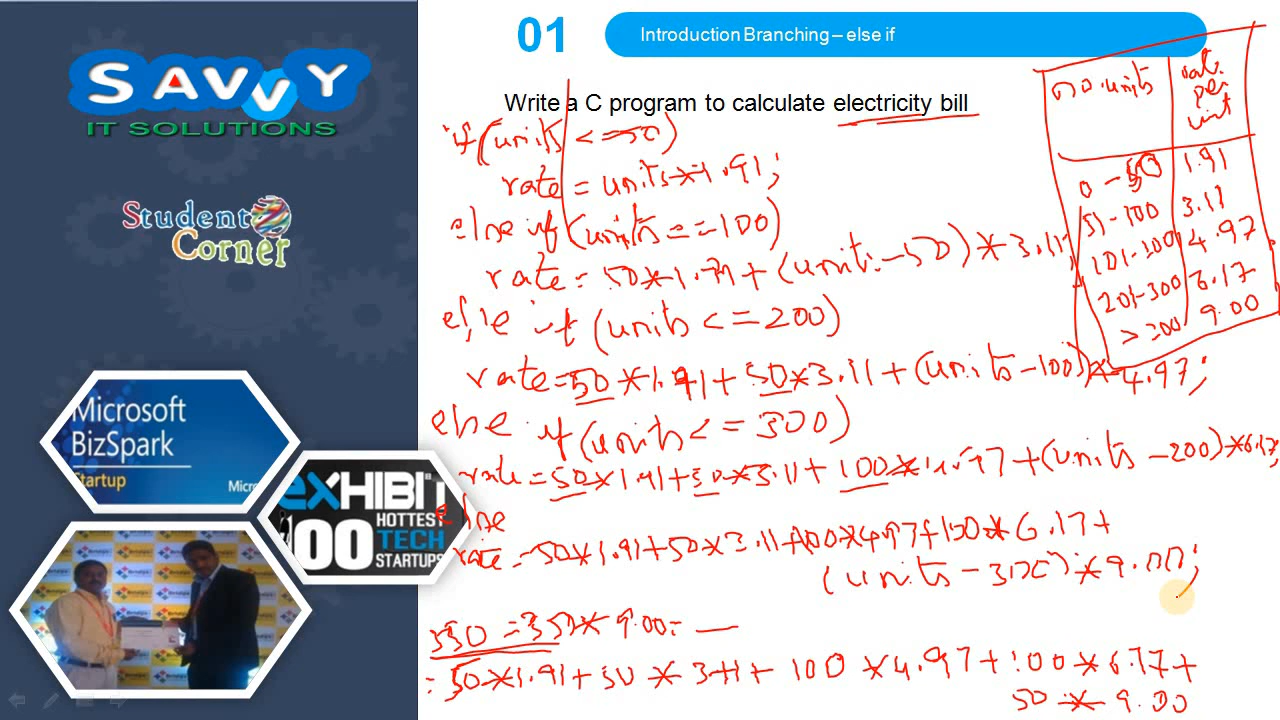 SAVVY
IT SOLUTIONS
Student
Corner
Microsoft
BizSpark
Startup
Micros
eXHIBIT
100 HOTTEST
TECH
STARTUPS
01
Introduction Branching – else if
Write a C program to calculate electricity bill
no.units rate per unit
0-50 1.91
51-100 3.11
101-200 4.97
201-300 6.17
>300 9.00
if(units <=50)
rate = units*1.91;
else if (units <=100)
rate = 50*1.91+(units-50)*3.11;
else if (units <=200)
rate=50*1.91+50*3.11+(units-100)*4.97;
else if (units <= 300)
rate=50*1.91+50*3.11+100*4.97+(units-200)*6.17;
else
rate=50*1.91+50*3.11+100*4.97+100*6.17+
(units-300)*9.00;
350 =350*9.00= —
=50*1.91+50*3.11+100*4.97+100*6.17+
50*9.00